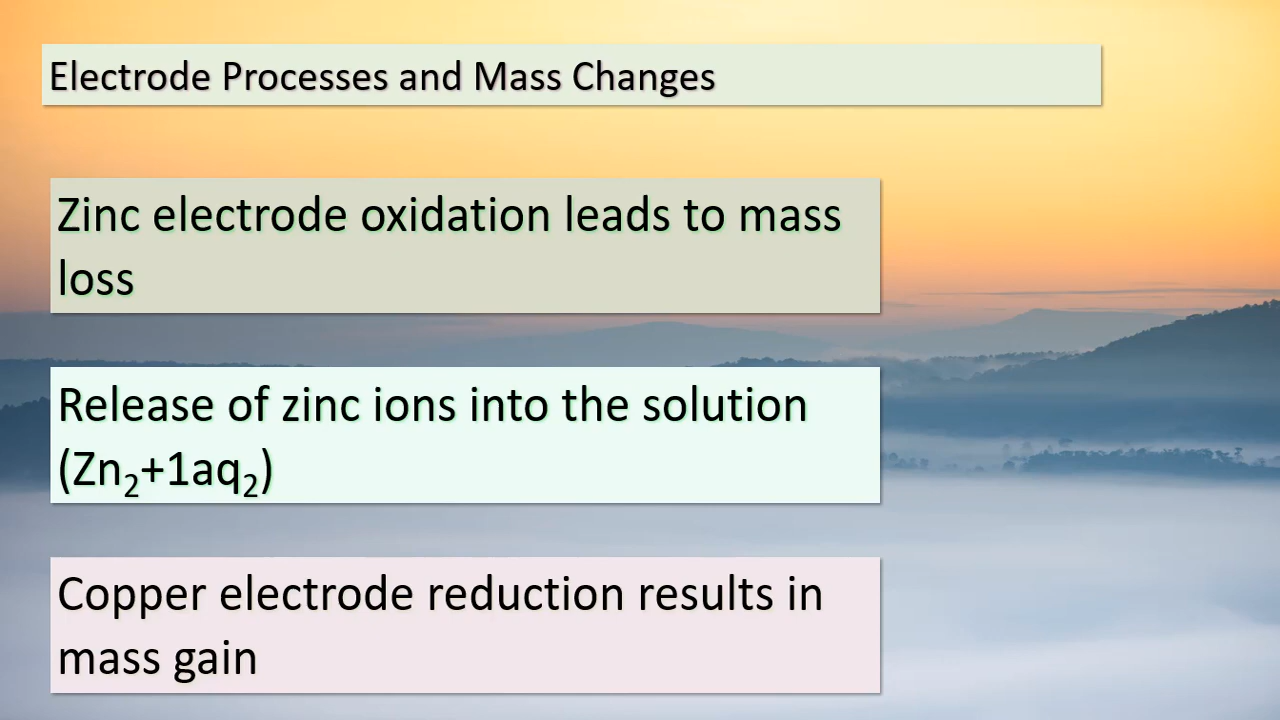 Electrode Processes and Mass Changes
Zinc electrode oxidation leads to mass
loss
Release of zinc ions into the solution
(Zn₂+1aq₂)
Copper electrode reduction results in
mass gain